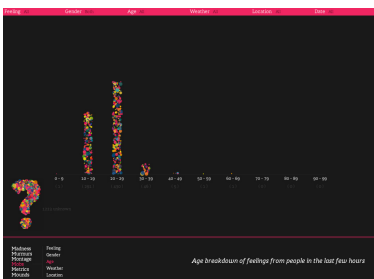 Feeling Gender Age Weather Location Date
0 - 9 10 - 19 20 - 29 30 - 39 40 - 49 50 - 59 60 - 69 70 - 79 80 - 89 90 - 99
Madness Feeling
Murmurs Gender
Montage Age
Mobs Weather
Metrics Location
Mounds
Age breakdown of feelings from people in the last few hours